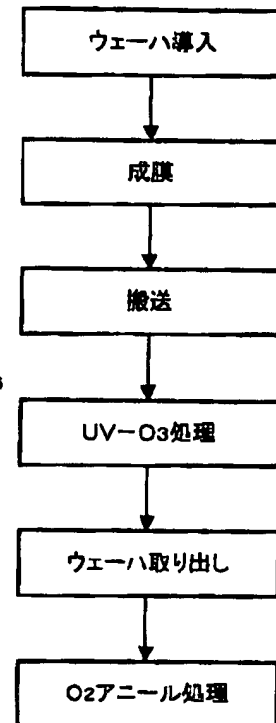 ウェーハ導入
成膜
搬送
UV-O3処理
ウェーハ取り出し
O2アニール処理